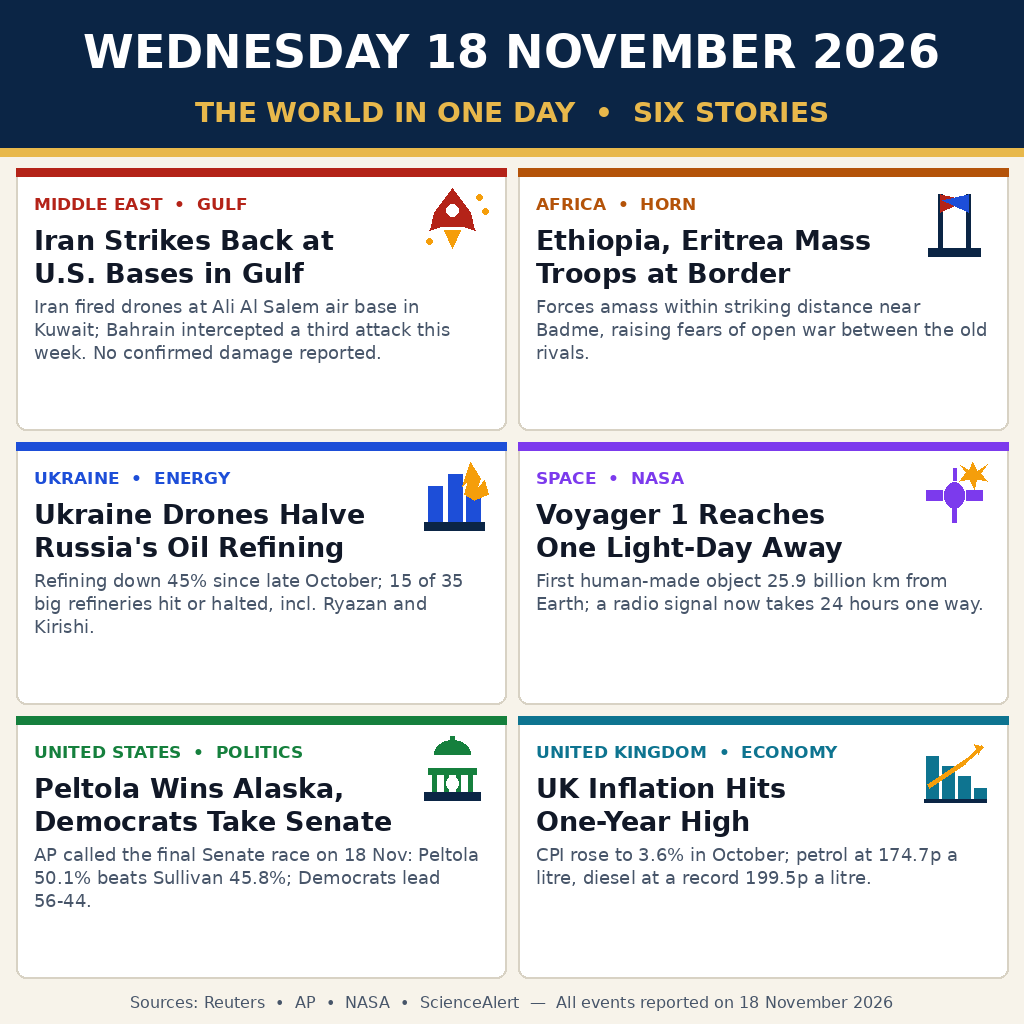 WEDNESDAY 18 NOVEMBER 2026
THE WORLD IN ONE DAY • SIX STORIES
MIDDLE EAST • GULF
Iran Strikes Back at
U.S. Bases in Gulf
Iran fired drones at Ali Al Salem air base in
Kuwait; Bahrain intercepted a third attack this
week. No confirmed damage reported.
AFRICA • HORN
Ethiopia, Eritrea Mass
Troops at Border
Forces amass within striking distance near
Badme, raising fears of open war between the old
rivals.
UKRAINE • ENERGY
Ukraine Drones Halve
Russia's Oil Refining
Refining down 45% since late October; 15 of 35
big refineries hit or halted, incl. Ryazan and
Kirishi.
SPACE • NASA
Voyager 1 Reaches
One Light-Day Away
First human-made object 25.9 billion km from
Earth; a radio signal now takes 24 hours one way.
UNITED STATES • POLITICS
Peltola Wins Alaska,
Democrats Take Senate
AP called the final Senate race on 18 Nov: Peltola
50.1% beats Sullivan 45.8%; Democrats lead
56-44.
UNITED KINGDOM • ECONOMY
UK Inflation Hits
One-Year High
CPI rose to 3.6% in October; petrol at 174.7p a
litre, diesel at a record 199.5p a litre.
Sources: Reuters • AP • NASA • ScienceAlert — All events reported on 18 November 2026